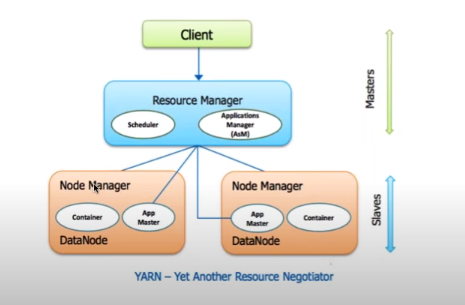 Client
Resource Manager
Scheduler
Applications
Manager
(AsM)
Masters
Node Manager
Container
App
Master
DataNode
Node Manager
App
Master
Container
DataNode
Slaves
YARN – Yet Another Resource Negotiator